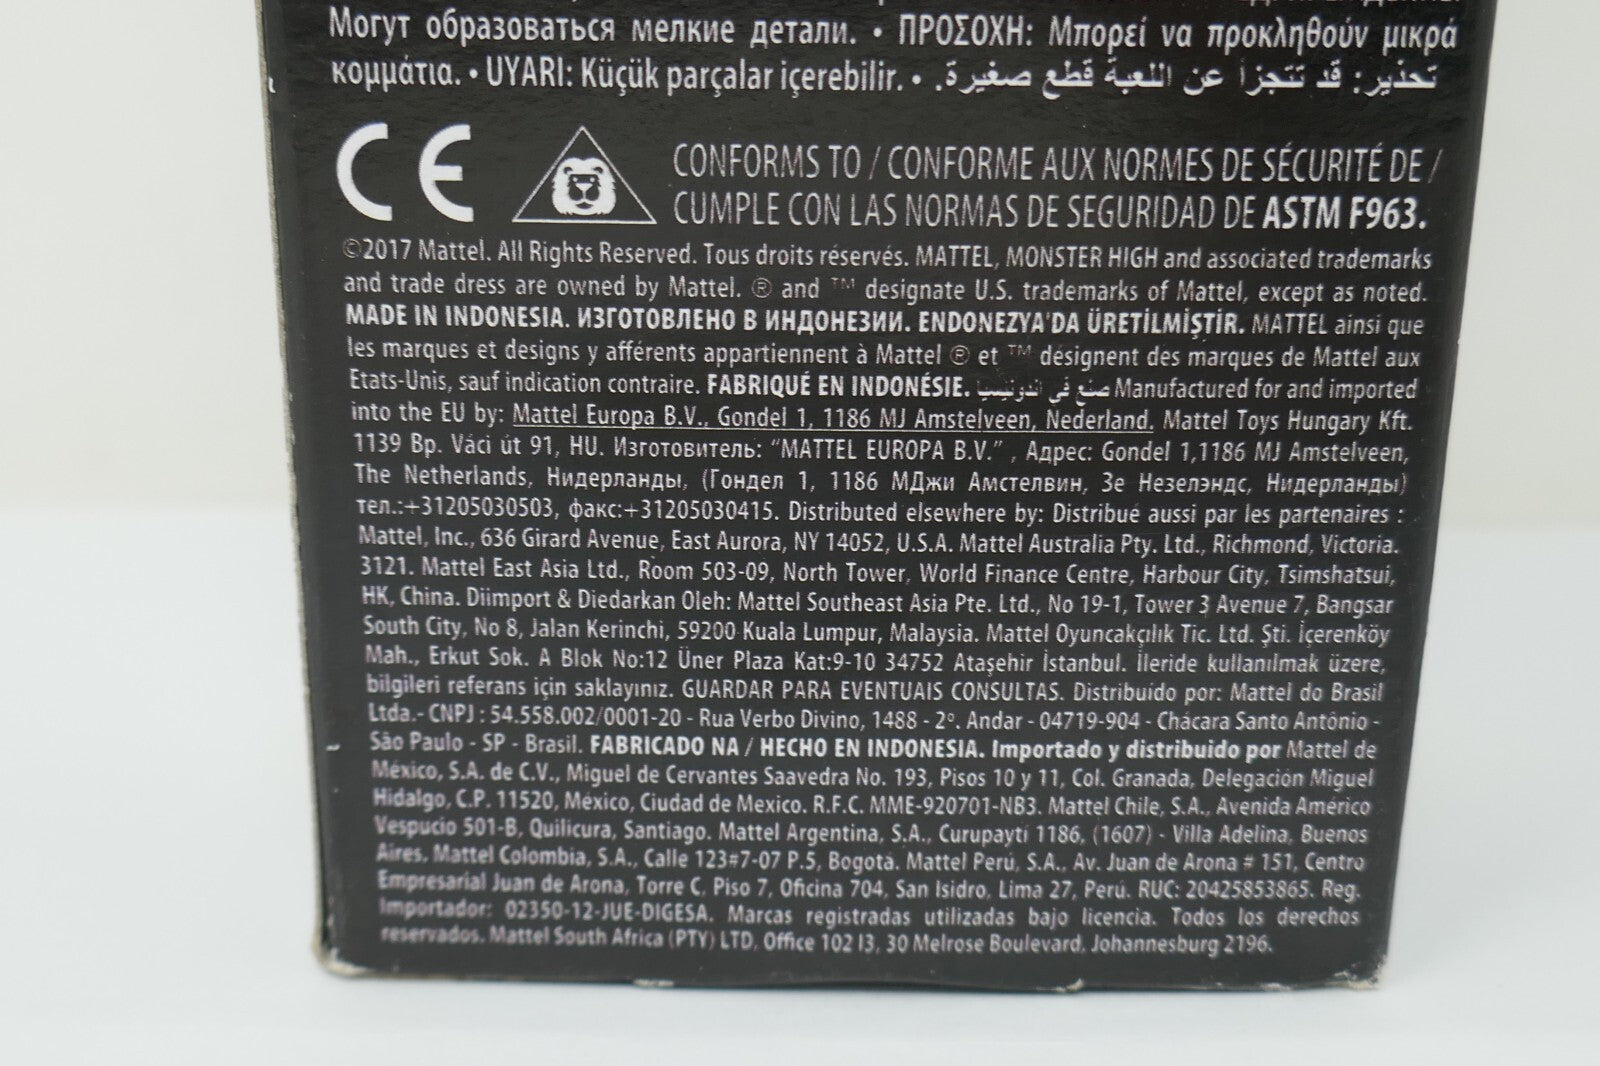 Могут образоваться мелкие детали. • ΠΡΟΣΟΧΗ: Μπορεί να προκληθούν μικρά
κομμάτια. • UYARI: Küçük parçalar içerebilir. • تحذير: قد تتجزأ عن اللعبة قطع صغيرة.
CE
CONFORMS TO / CONFORME AUX NORMES DE SÉCURITÉ DE /
CUMPLE CON LAS NORMAS DE SEGURIDAD DE ASTM F963.
©2017 Mattel. All Rights Reserved. Tous droits réservés. MATTEL, MONSTER HIGH and associated trademarks
and trade dress are owned by Mattel. ® and ™ designate U.S. trademarks of Mattel, except as noted.
MADE IN INDONESIA. ИЗГОТОВЛЕНО В ИНДОНЕЗИИ. ENDONEZYA'DA ÜRETİLMİŞTİR. MATTEL ainsi que
les marques et designs y afférents appartiennent à Mattel ® et ™ désignent des marques de Mattel aux
Etats-Unis, sauf indication contraire. FABRIQUÉ EN INDONÉSIE. صنع في اندونيسيا Manufactured for and imported
into the EU by: Mattel Europa B.V., Gondel 1, 1186 MJ Amstelveen, Nederland. Mattel Toys Hungary Kft.
1139 Bp. Váci út 91, HU. Изготовитель: “MATTEL EUROPA B.V.” , Адрес: Gondel 1,1186 MJ Amstelveen,
The Netherlands, Нидерланды, (Гондел 1, 1186 МДжи Амстелвин, Зе Незелэндс, Нидерланды)
тел.:+31205030503, факс:+31205030415. Distributed elsewhere by: Distribué aussi par les partenaires :
Mattel, Inc., 636 Girard Avenue, East Aurora, NY 14052, U.S.A. Mattel Australia Pty. Ltd., Richmond, Victoria.
3121. Mattel East Asia Ltd., Room 503-09, North Tower, World Finance Centre, Harbour City, Tsimshatsui,
HK, China. Diimport & Diedarkan Oleh: Mattel Southeast Asia Pte. Ltd., No 19-1, Tower 3 Avenue 7, Bangsar
South City, No 8, Jalan Kerinchi, 59200 Kuala Lumpur, Malaysia. Mattel Oyuncakçılık Tic. Ltd. Şti. İçerenköy
Mah., Erkut Sok. A Blok No:12 Üner Plaza Kat:9-10 34752 Ataşehir İstanbul. İleride kullanılmak üzere,
bilgileri referans için saklayınız. GUARDAR PARA EVENTUAIS CONSULTAS. Distribuído por: Mattel do Brasil
Ltda.- CNPJ : 54.558.002/0001-20 - Rua Verbo Divino, 1488 - 2º. Andar - 04719-904 - Chácara Santo Antônio -
São Paulo - SP - Brasil. FABRICADO NA / HECHO EN INDONESIA. Importado y distribuido por Mattel de
México, S.A. de C.V., Miguel de Cervantes Saavedra No. 193, Pisos 10 y 11, Col. Granada, Delegación Miguel
Hidalgo, C.P. 11520, México, Ciudad de Mexico. R.F.C. MME-920701-NB3. Mattel Chile, S.A., Avenida Américo
Vespucio 501-B, Quilicura, Santiago. Mattel Argentina, S.A., Curupaytí 1186, (1607) - Villa Adelina, Buenos
Aires. Mattel Colombia, S.A., Calle 123#7-07 P.5, Bogotá. Mattel Perú, S.A., Av. Juan de Arona # 151, Centro
Empresarial Juan de Arona, Torre C, Piso 7, Oficina 704, San Isidro, Lima 27, Perú. RUC: 20425853865. Reg.
Importador: 02350-12-JUE-DIGESA. Marcas registradas utilizadas bajo licencia. Todos los derechos
reservados. Mattel South Africa (PTY) LTD, Office 102 I3, 30 Melrose Boulevard, Johannesburg 2196.